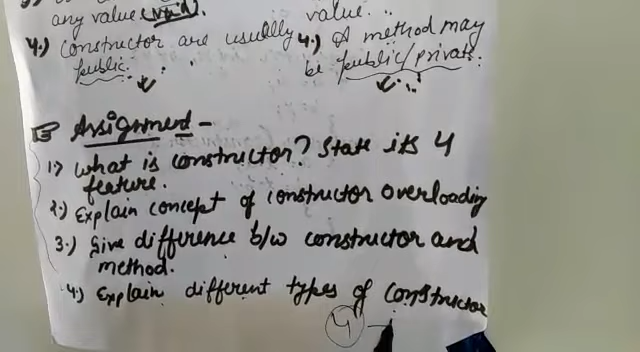 any value (void).
value...
4.) constructor are usually public.
4.) A method may be public/private.
Assignment -
1.) What is constructor? State its 4
feature.
2.) Explain concept of constructor overloading
3.) Give difference b/w constructor and
method.
4.) Explain different types of constructor
4